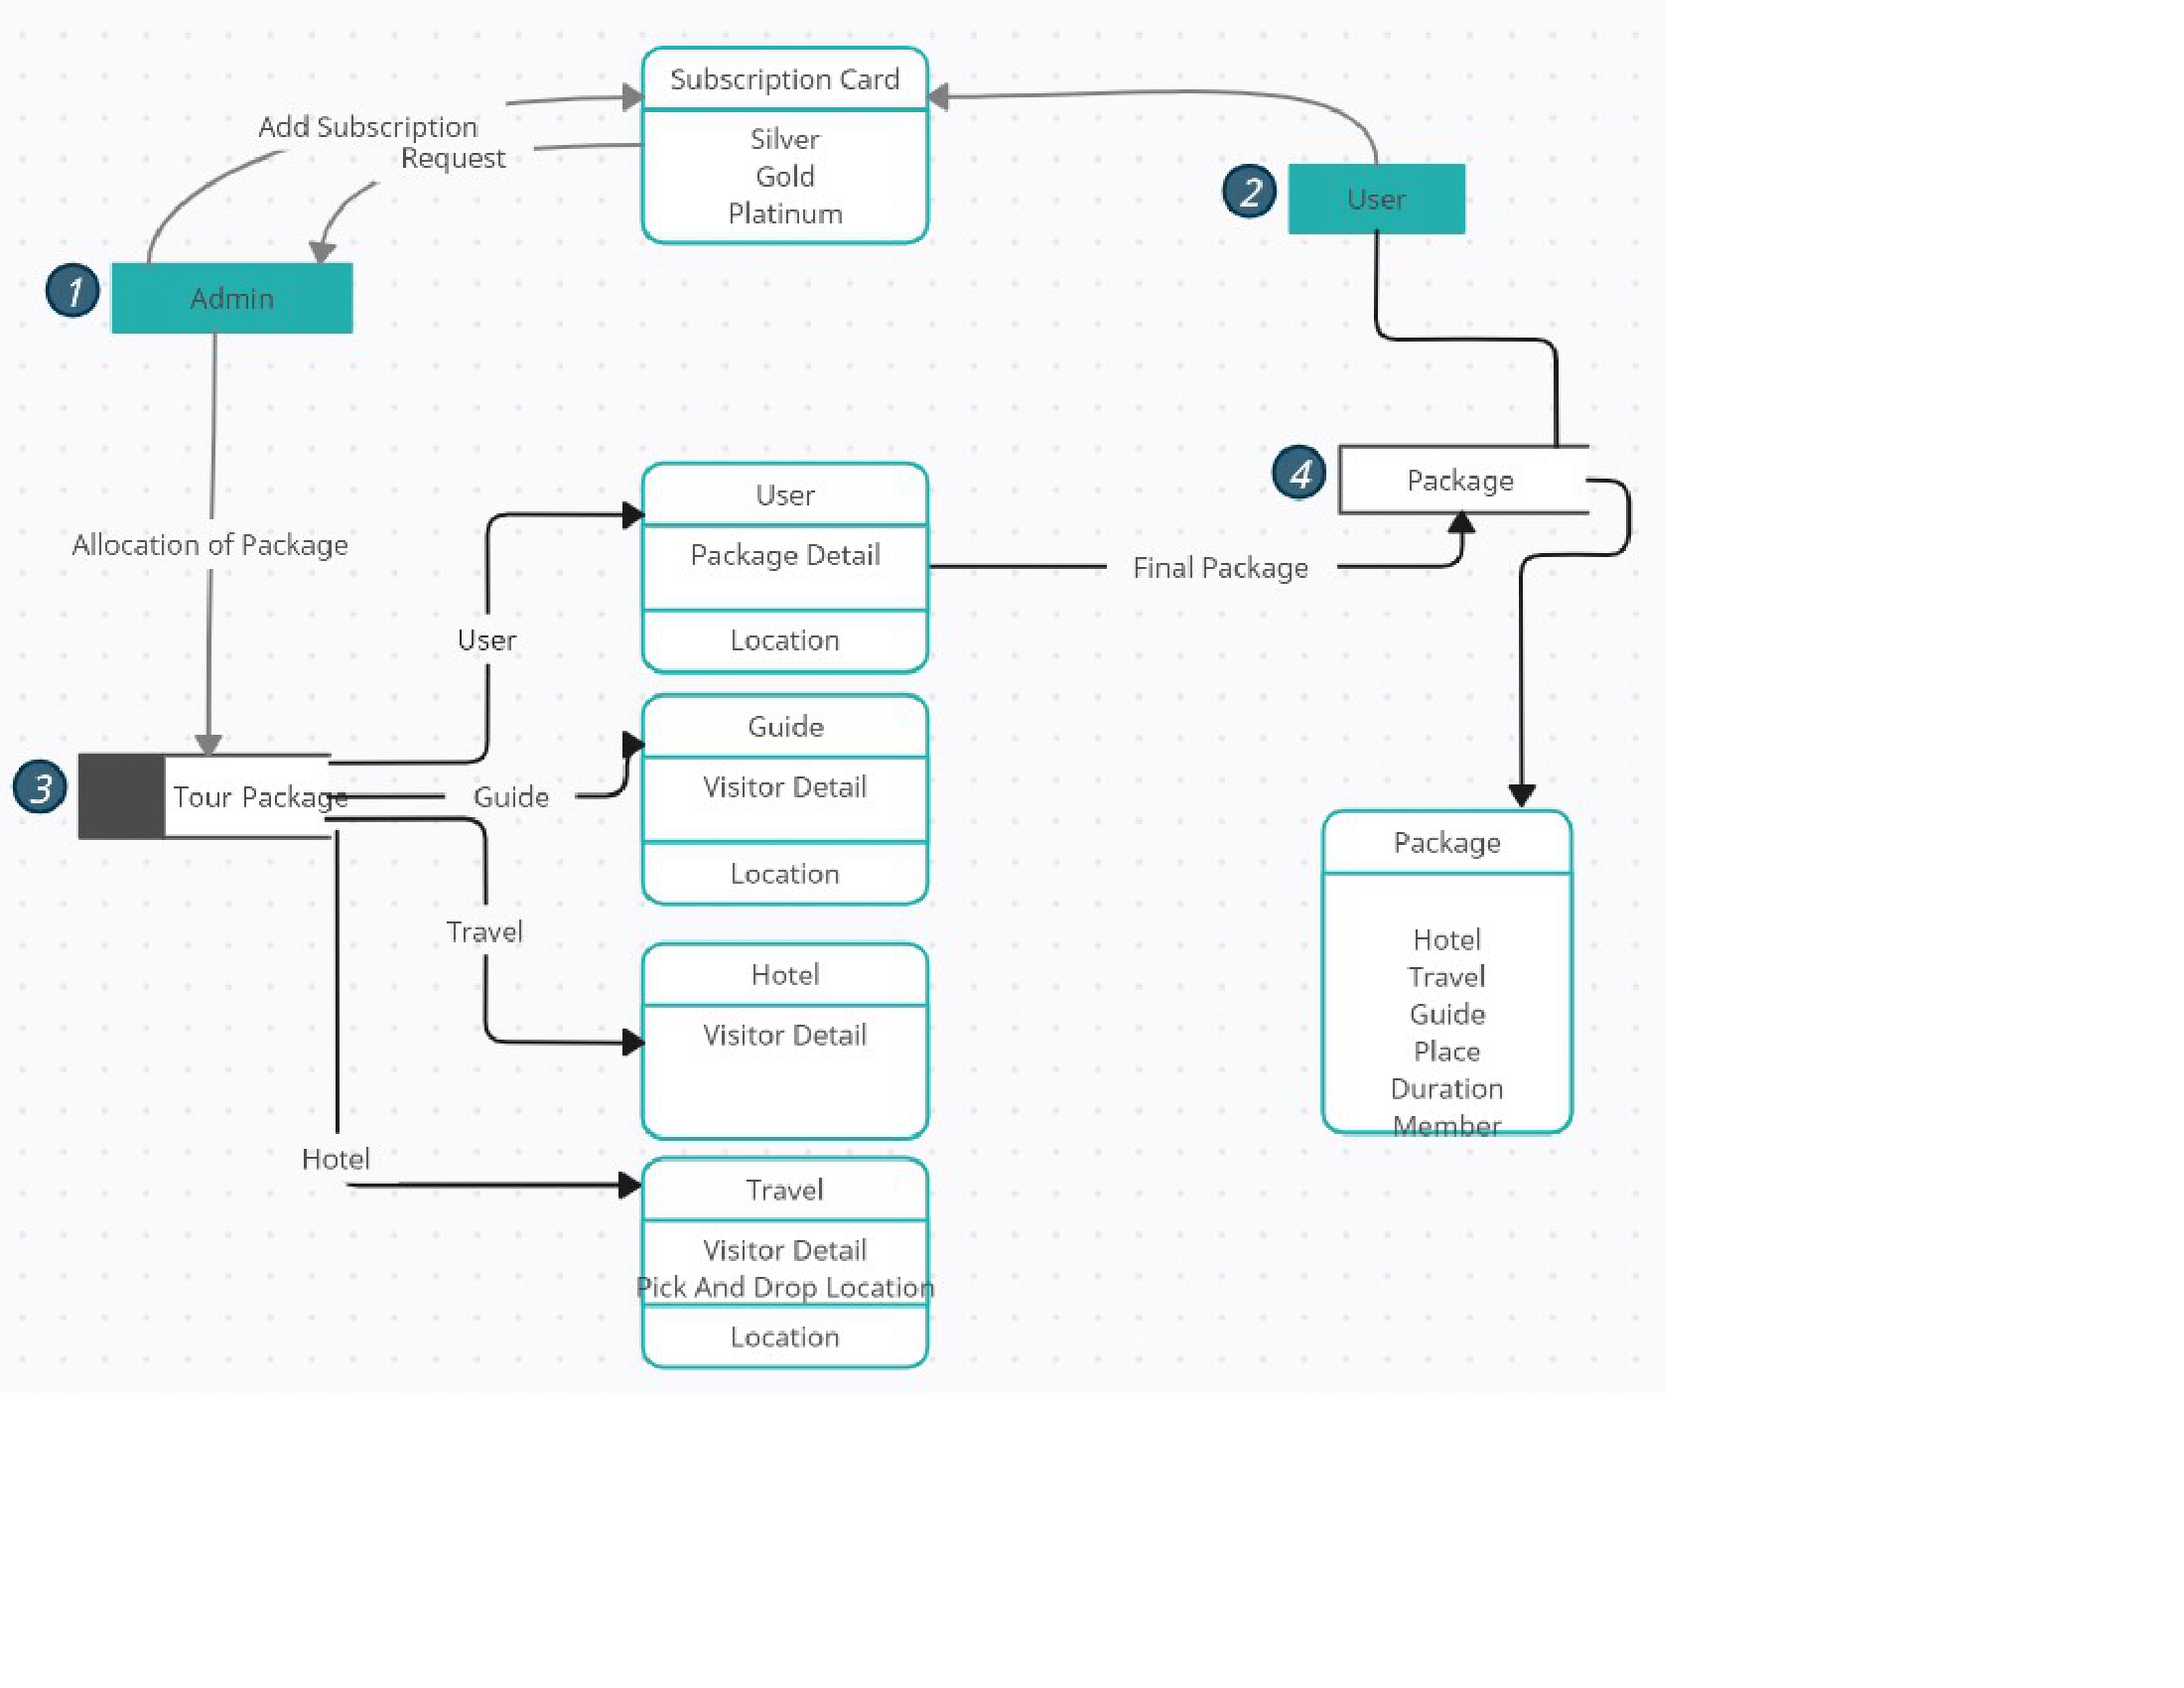 Subscription Card
Silver
Gold
Platinum
Add Subscription
Request
1
Admin
2
User
Allocation of Package
3
Tour Package
User
Guide
Travel
Hotel
User
Package Detail
Location
Guide
Visitor Detail
Location
Hotel
Visitor Detail
Travel
Visitor Detail
Pick And Drop Location
Location
Final Package
4
Package
Package
Hotel
Travel
Guide
Place
Duration
Member